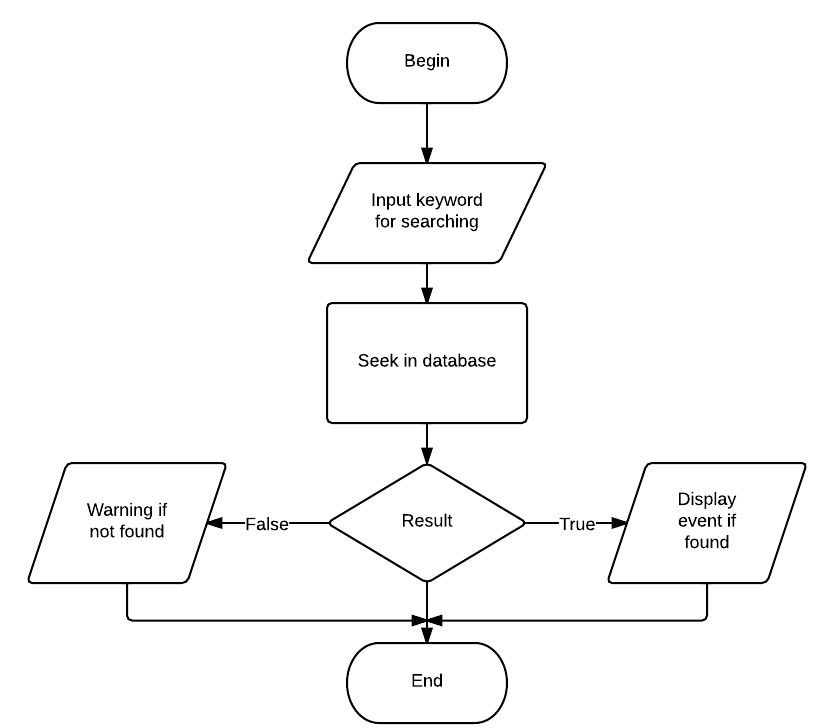 Begin
Input keyword
for searching
Seek in database
Result
False
True
Warning if
not found
Display
event if
found
End